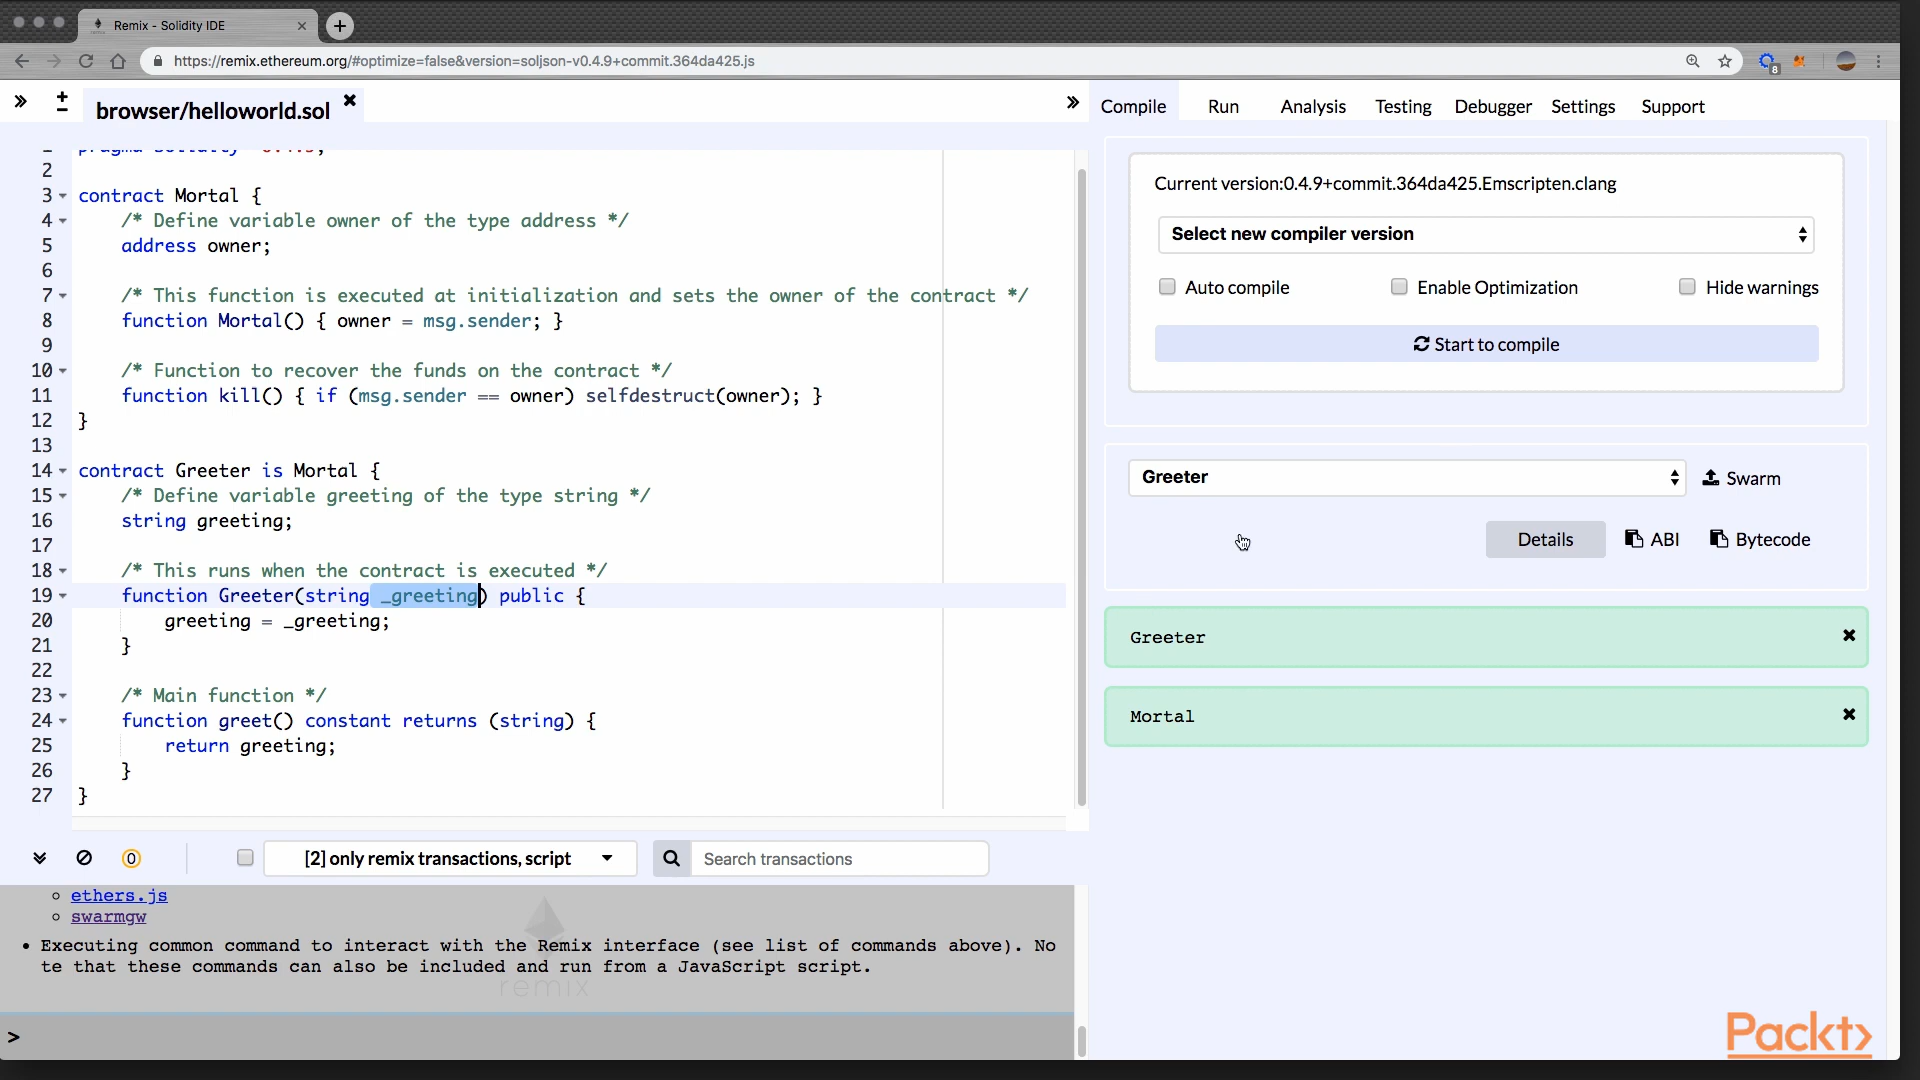 Remix - Solidity IDE
https://remix.ethereum.org/#optimize=false&version=soljson-v0.4.9+commit.364da425.js
8
browser/helloworld.sol
Compile Run Analysis Testing Debugger Settings Support
2
3 contract Mortal {
4 /* Define variable owner of the type address */
5 address owner;
6
7 /* This function is executed at initialization and sets the owner of the contract */
8 function Mortal() { owner = msg.sender; }
9
10 /* Function to recover the funds on the contract */
11 function kill() { if (msg.sender == owner) selfdestruct(owner); }
12 }
13
14 contract Greeter is Mortal {
15 /* Define variable greeting of the type string */
16 string greeting;
17
18 /* This runs when the contract is executed */
19 function Greeter(string _greeting) public {
20 greeting = _greeting;
21 }
22
23 /* Main function */
24 function greet() constant returns (string) {
25 return greeting;
26 }
27 }
0
[2] only remix transactions, script
Search transactions
ethers.js
swarmgw
Executing common command to interact with the Remix interface (see list of commands above). No
te that these commands can also be included and run from a JavaScript script.
remix
>
Current version:0.4.9+commit.364da425.Emscripten.clang
Select new compiler version
Auto compile Enable Optimization Hide warnings
Start to compile
Greeter
Swarm
Details ABI Bytecode
Greeter
Mortal
Packt>